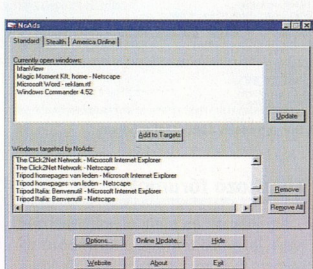 NoAds
Standard Stealth America Online
Currently open windows:
IrfanView
Magic Moment Kft. home - Netscape
Microsoft Word - reklam.rtf
Windows Commander 4.52
Update
Add to Targets
Windows targeted by NoAds:
The Click2Net Network - Microsoft Internet Explorer
The Click2Net Network - Netscape
Tripod homepages van leden - Microsoft Internet Explorer
Tripod homepages van leden - Netscape
Tripod Italia: Benvenuti! - Microsoft Internet Explorer
Tripod Italia: Benvenuti! - Netscape
Remove
Remove All
Options... Online Update... Hide
Website About Exit